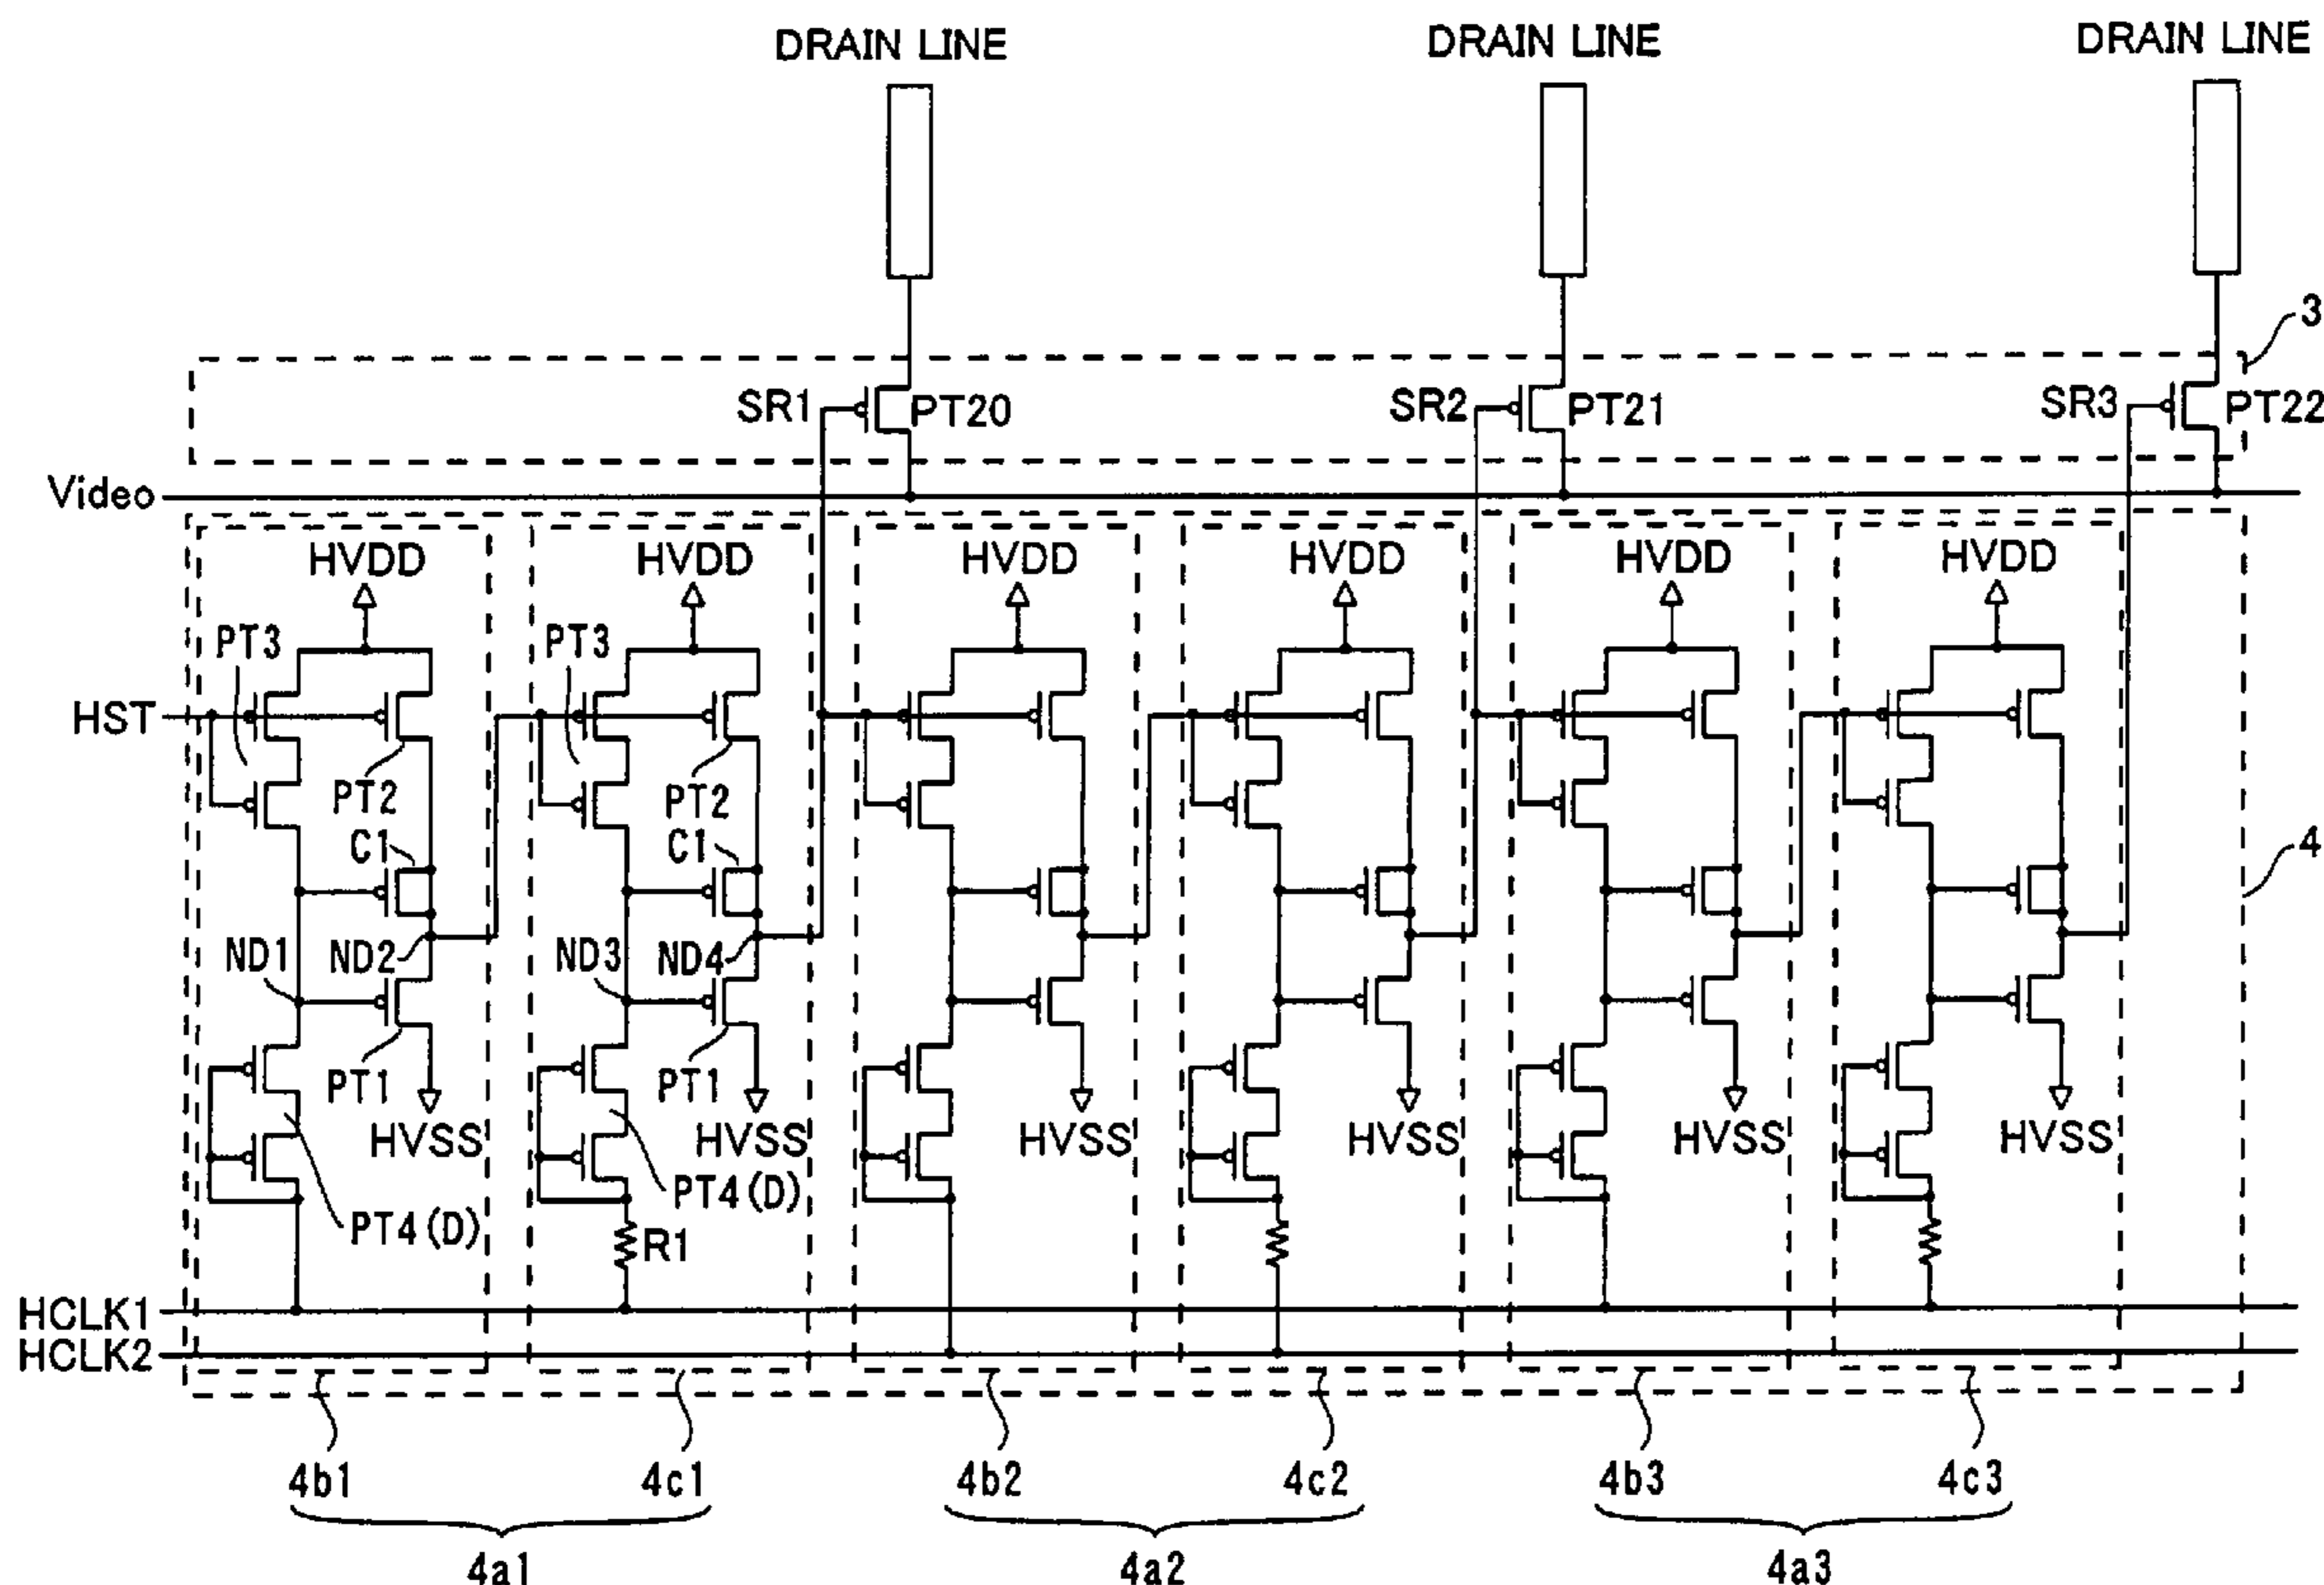 DRAIN LINE DRAIN LINE DRAIN LINE
3
SR1 PT20 SR2 PT21 SR3 PT22
Video
HVDD HVDD HVDD HVDD HVDD HVDD
PT3 PT3
HST
PT2 PT2
C1 C1
4
ND1 ND2 ND3 ND4
PT1 PT1
HVSS HVSS HVSS HVSS HVSS HVSS
PT4(D) PT4(D)
R1
HCLK1
HCLK2
4b1 4c1 4b2 4c2 4b3 4c3
4a1 4a2 4a3